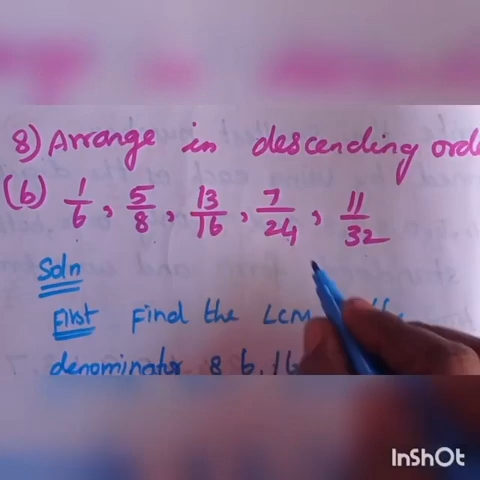 8) Arrange in descending orde
(b) 1/6, 5/8, 13/16, 7/24, 11/32
Soln
First Find the LCM
denominator 8 6, 16
InShOt